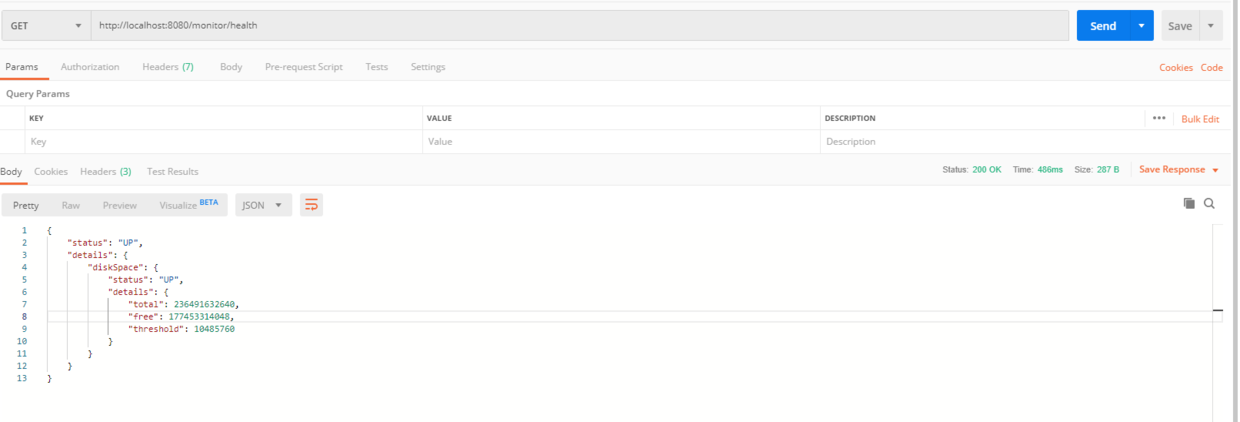 GET http://localhost:8080/monitor/health Send Save
Params Authorization Headers (7) Body Pre-request Script Tests Settings Cookies Code
Query Params
KEY VALUE DESCRIPTION ••• Bulk Edit
Key Value Description
Body Cookies Headers (3) Test Results Status: 200 OK Time: 486ms Size: 287 B Save Response
Pretty Raw Preview Visualize BETA JSON
1 {
2 "status": "UP",
3 "details": {
4 "diskSpace": {
5 "status": "UP",
6 "details": {
7 "total": 236491632640,
8 "free": 177453314048,
9 "threshold": 10485760
10 }
11 }
12 }
13 }